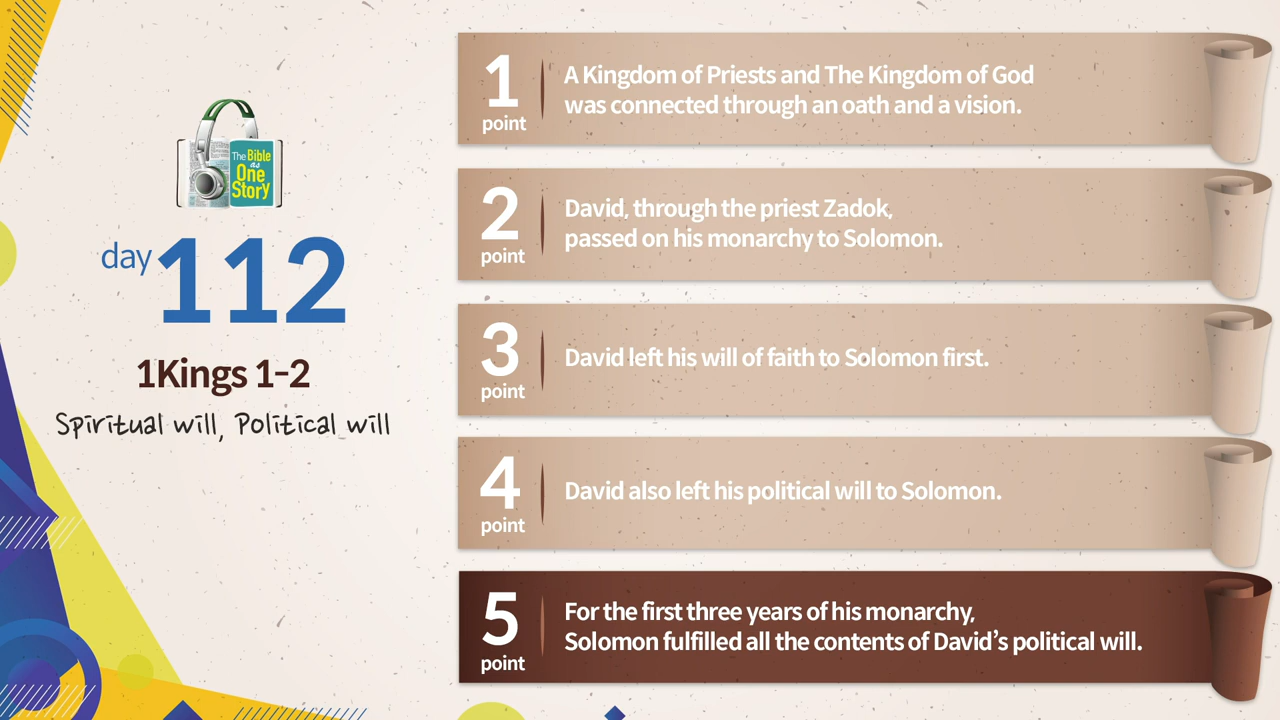 The Bible
as
One
Story
day 112
1Kings 1-2
Spiritual will, Political will
1
point
A Kingdom of Priests and The Kingdom of God
was connected through an oath and a vision.
2
point
David, through the priest Zadok,
passed on his monarchy to Solomon.
3
point
David left his will of faith to Solomon first.
4
point
David also left his political will to Solomon.
5
point
For the first three years of his monarchy,
Solomon fulfilled all the contents of David's political will.